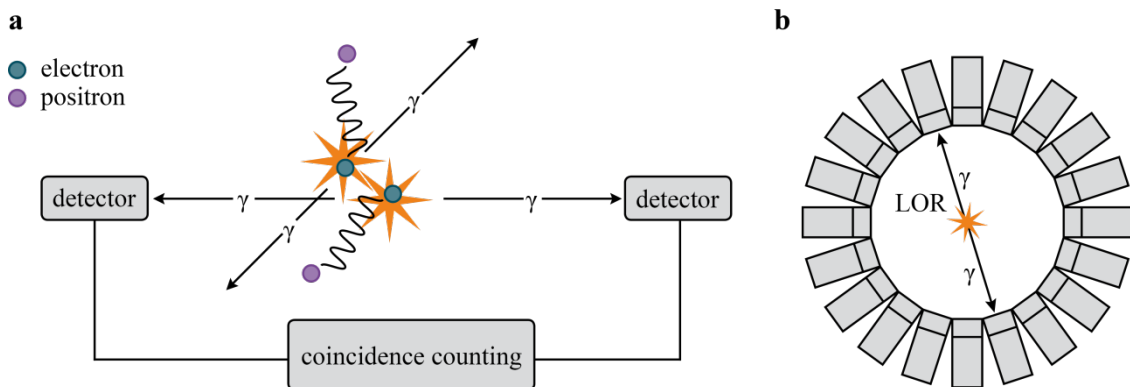 a
electron
positron
γ
detector
γ
γ
γ
detector
coincidence counting
b
γ
LOR
γ